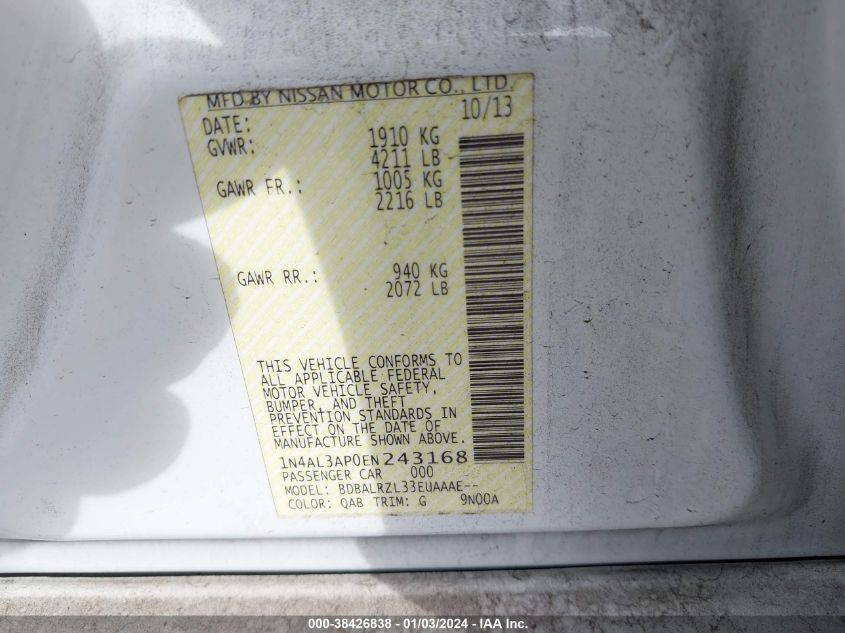 MFD BY NISSAN MOTOR CO., LTD.
DATE: 10/13
GVWR: 1910 KG
4211 LB
GAWR FR.: 1005 KG
2216 LB
GAWR RR.: 940 KG
2072 LB
THIS VEHICLE CONFORMS TO
ALL APPLICABLE FEDERAL
MOTOR VEHICLE SAFETY,
BUMPER, AND THEFT
PREVENTION STANDARDS IN
EFFECT ON THE DATE OF
MANUFACTURE SHOWN ABOVE.
1N4AL3AP0EN243168
PASSENGER CAR 000
MODEL: BDBALRZL33EUAAAE--
COLOR: QAB TRIM: G 9N00A
000-38426838 - 01/03/2024 - IAA Inc.